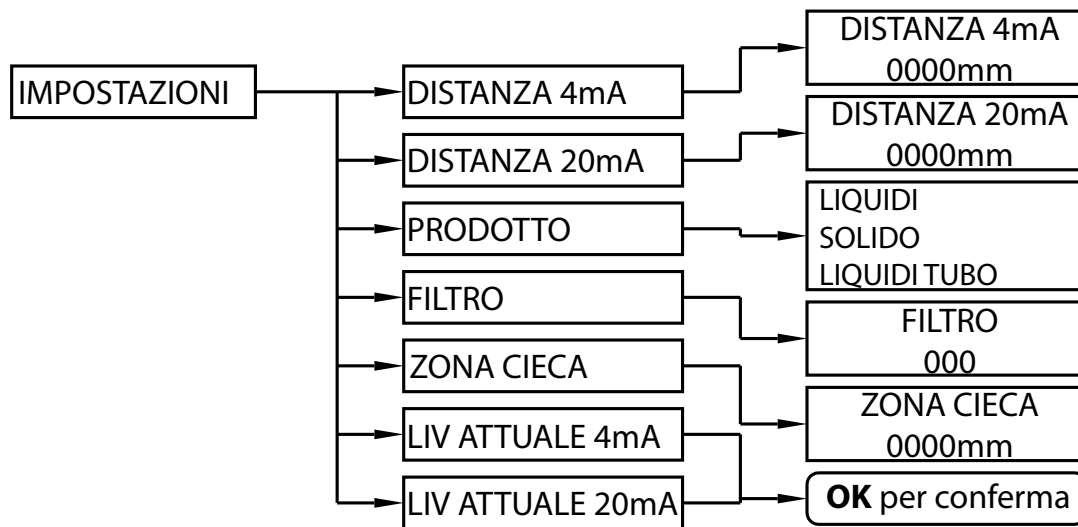 IMPOSTAZIONI
DISTANZA 4mA
DISTANZA 20mA
PRODOTTO
FILTRO
ZONA CIECA
LIV ATTUALE 4mA
LIV ATTUALE 20mA
DISTANZA 4mA
0000mm
DISTANZA 20mA
0000mm
LIQUIDI
SOLIDO
LIQUIDI TUBO
FILTRO
000
ZONA CIECA
0000mm
OK per conferma